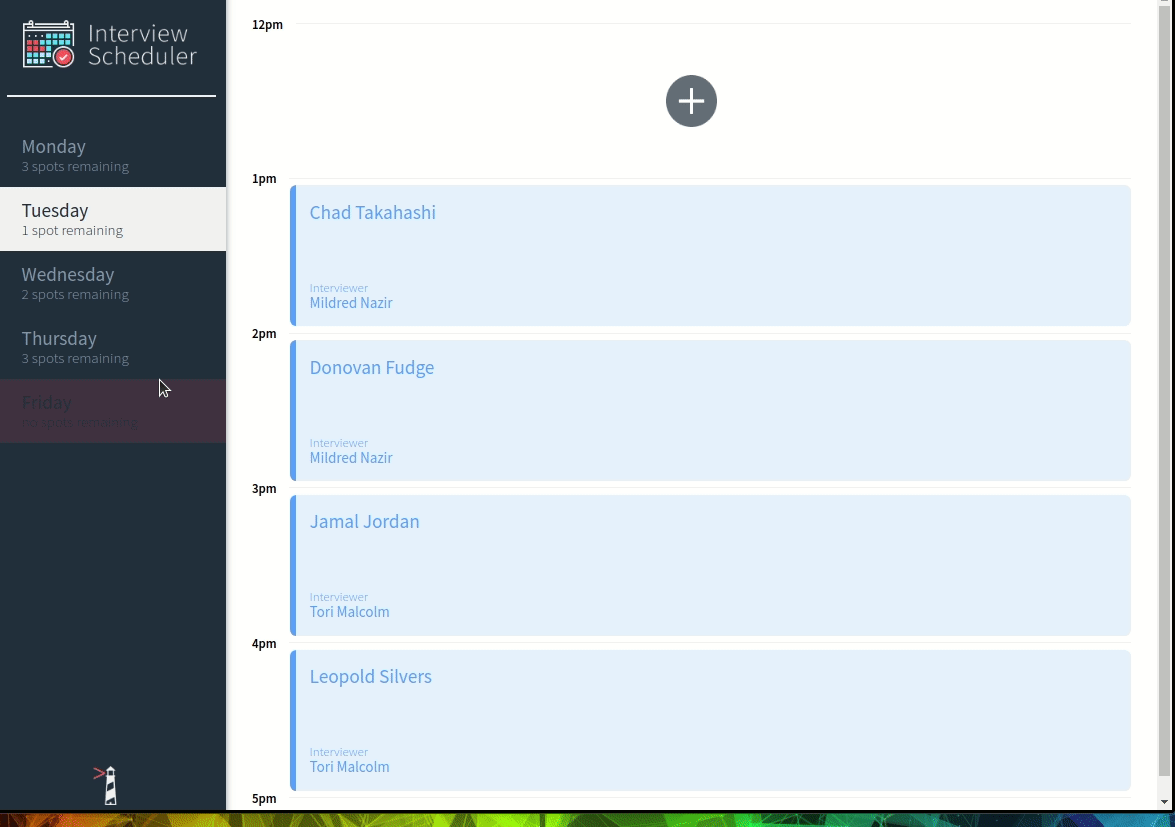 Interview
Scheduler
Monday
3 spots remaining
Tuesday
1 spot remaining
Wednesday
2 spots remaining
Thursday
3 spots remaining
Friday
no spots remaining
12pm
1pm
Chad Takahashi
Interviewer
Mildred Nazir
2pm
Donovan Fudge
Interviewer
Mildred Nazir
3pm
Jamal Jordan
Interviewer
Tori Malcolm
4pm
Leopold Silvers
Interviewer
Tori Malcolm
5pm